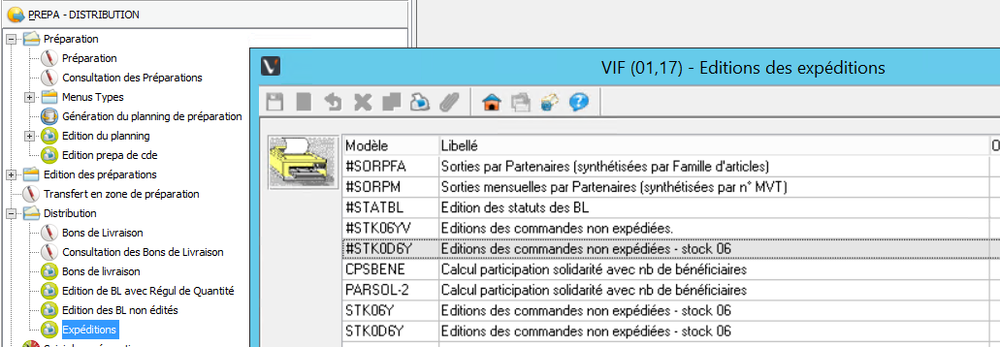 PREPA - DISTRIBUTION
Préparation
Préparation
Consultation des Préparations
Menus Types
Génération du planning de préparation
Edition du planning
Edition prepa de cde
Edition des préparations
Transfert en zone de préparation
Distribution
Bons de Livraison
Consultation des Bons de Livraison
Bons de livraison
Edition de BL avec Régul de Quantité
Edition des BL non édités
Expéditions
VIF (01,17) - Editions des expéditions
Modèle Libellé
#SORPFA Sorties par Partenaires (synthétisées par Famille d'articles)
#SORPM Sorties mensuelles par Partenaires (synthétisées par n° MVT)
#STATBL Edition des statuts des BL
#STK06YV Editions des commandes non expédiées.
#STK0D6Y Editions des commandes non expédiées - stock 06
CPSBENE Calcul participation solidarité avec nb de bénéficiaires
PARSOL-2 Calcul participation solidarité avec nb de bénéficiaires
STK06Y Editions des commandes non expédiées - stock 06
STK0D6Y Editions des commandes non expédiées - stock 06